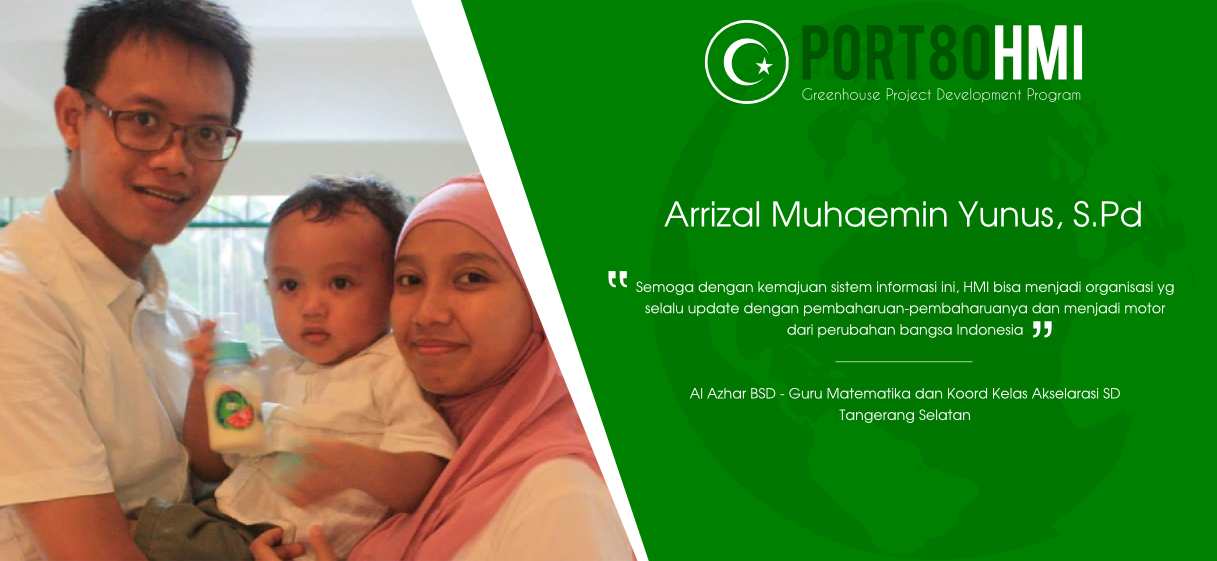 PORT80HMI
Greenhouse Project Development Program
Arrizal Muhaemin Yunus, S.Pd
" Semoga dengan kemajuan sistem informasi ini, HMI bisa menjadi organisasi yg
selalu update dengan pembaharuan-pembaharuanya dan menjadi motor
dari perubahan bangsa Indonesia "
Al Azhar BSD - Guru Matematika dan Koord Kelas Akselarasi SD
Tangerang Selatan